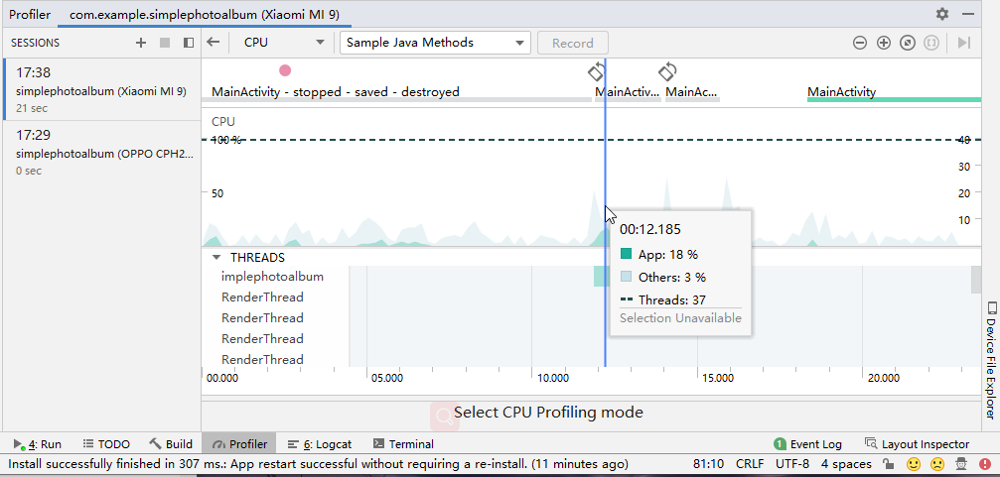 Profiler com.example.simplephotoalbum (Xiaomi MI 9)
SESSIONS CPU Sample Java Methods Record
17:38
simplephotoalbum (Xiaomi MI 9)
21 sec
17:29
simplephotoalbum (OPPO CPH2...
0 sec
MainActivity - stopped - saved - destroyed MainActiv... MainAc... MainActivity
CPU
100 % 40
30
50 20
10
00:12.185
App: 18 %
Others: 3 %
Threads: 37
Selection Unavailable
THREADS
implephotoalbum
RenderThread
RenderThread
RenderThread
RenderThread
00.000 05.000 10.000 15.000 20.000
Select CPU Profiling mode
Device File Explorer
4: Run TODO Build Profiler 6: Logcat Terminal 1 Event Log Layout Inspector
Install successfully finished in 307 ms.: App restart successful without requiring a re-install. (11 minutes ago) 81:10 CRLF UTF-8 4 spaces